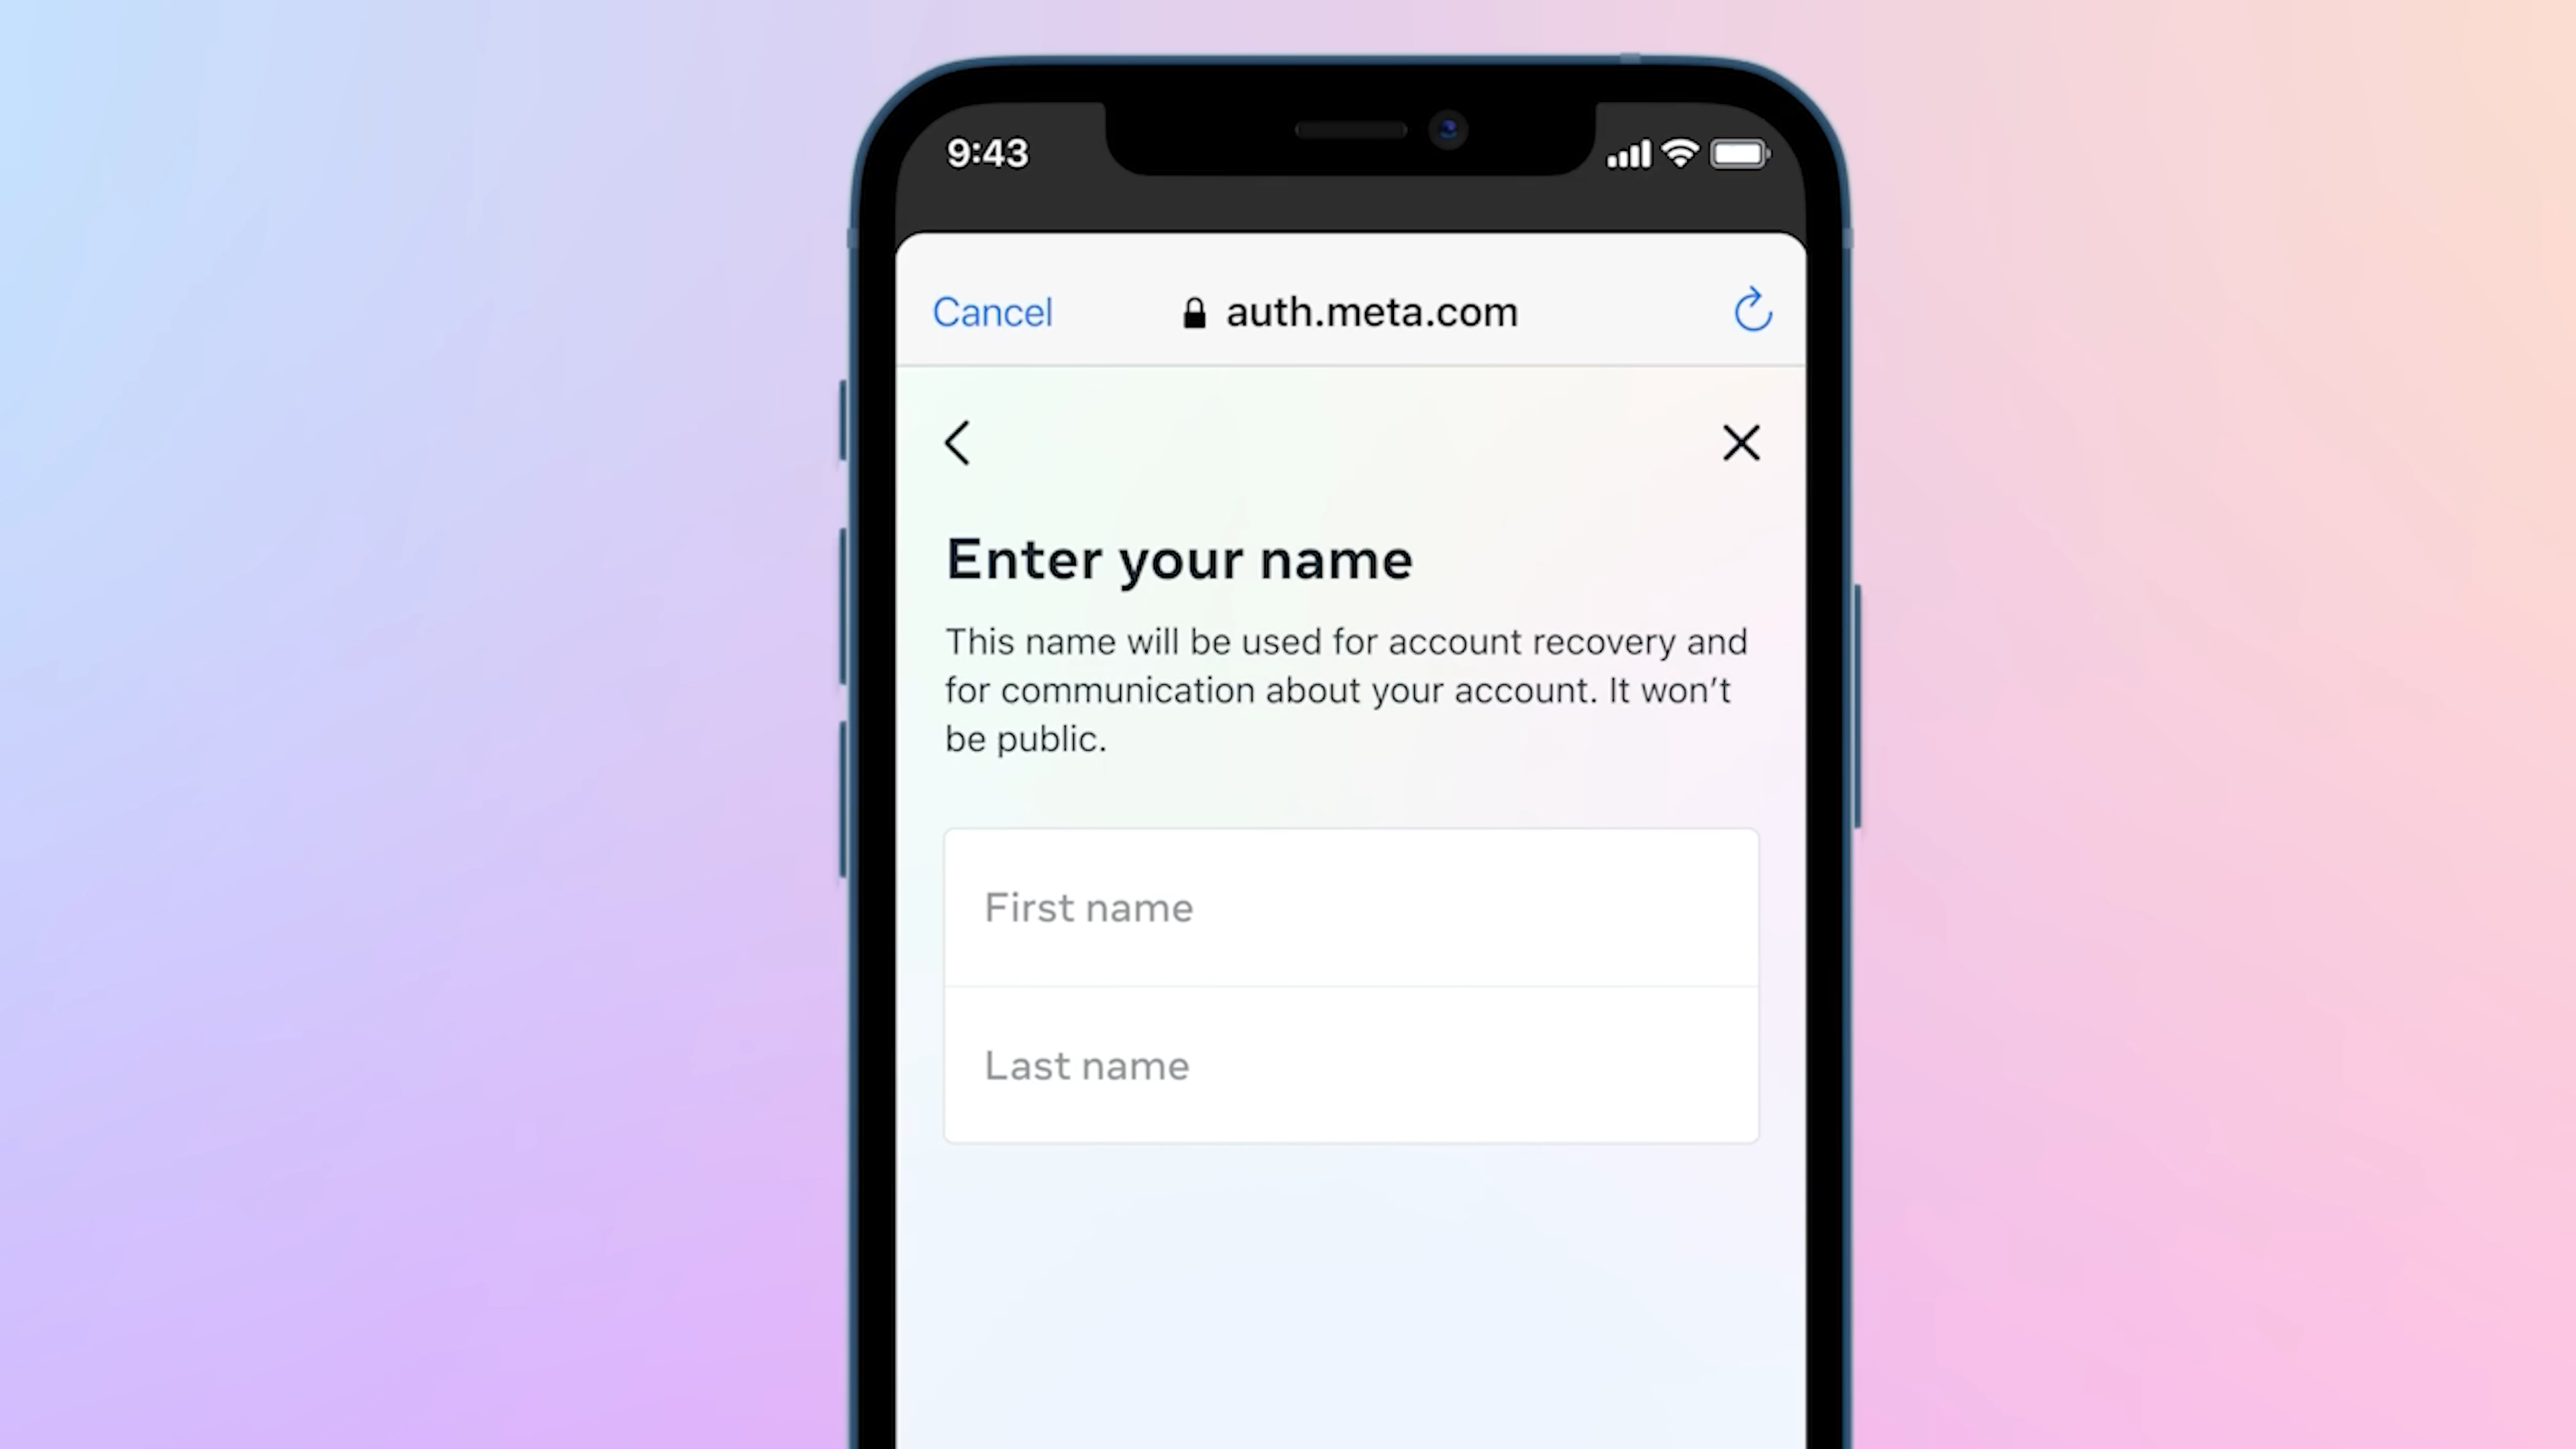 9:43
Cancel auth.meta.com
Enter your name
This name will be used for account recovery and
for communication about your account. It won’t
be public.
First name
Last name